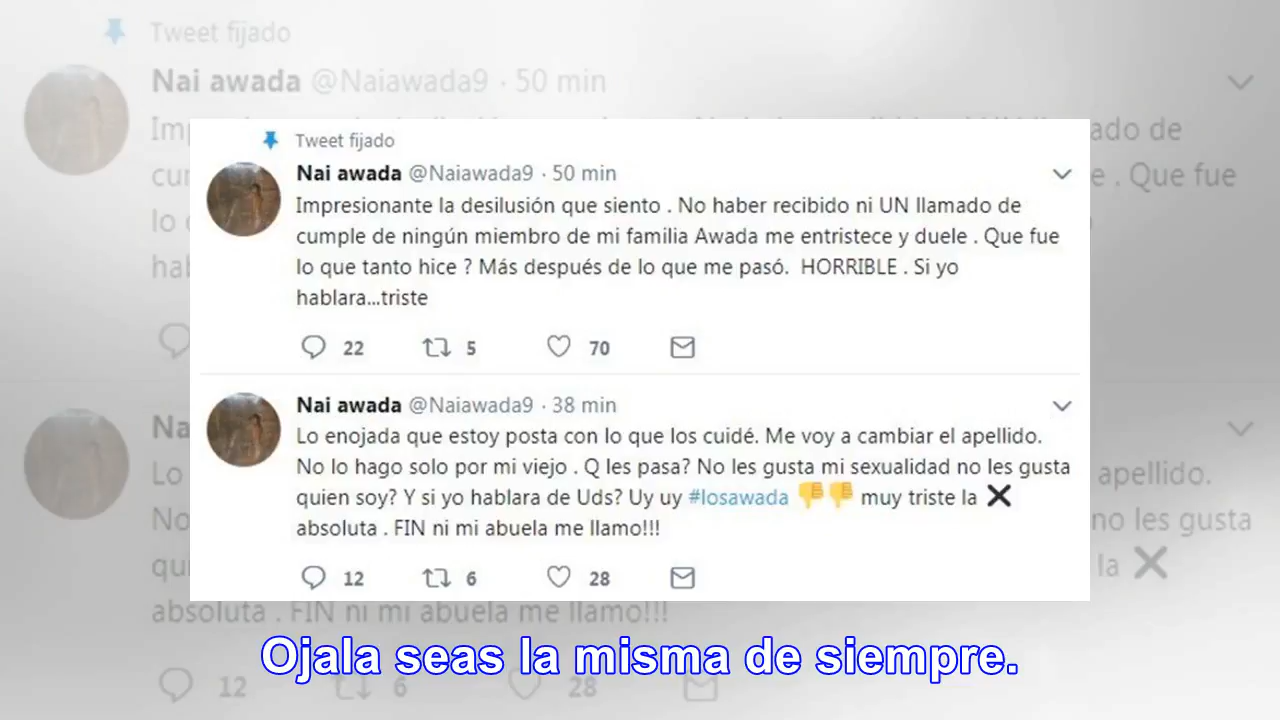 Tweet fijado
Nai awada @Naiawada9 · 50 min
Impresionante la desilusión que siento . No haber recibido ni UN llamado de
cumple de ningún miembro de mi familia Awada me entristece y duele . Que fue
lo que tanto hice ? Más después de lo que me pasó.  HORRIBLE . Si yo
hablara...triste
22 5 70
Nai awada @Naiawada9 · 38 min
Lo enojada que estoy posta con lo que los cuidé. Me voy a cambiar el apellido.
No lo hago solo por mi viejo . Q les pasa? No les gusta mi sexualidad no les gusta
quien soy? Y si yo hablara de Uds? Uy uy #losawada 👎👎 muy triste la ✖
absoluta . FIN ni mi abuela me llamo!!!
12 6 28
Ojala seas la misma de siempre.